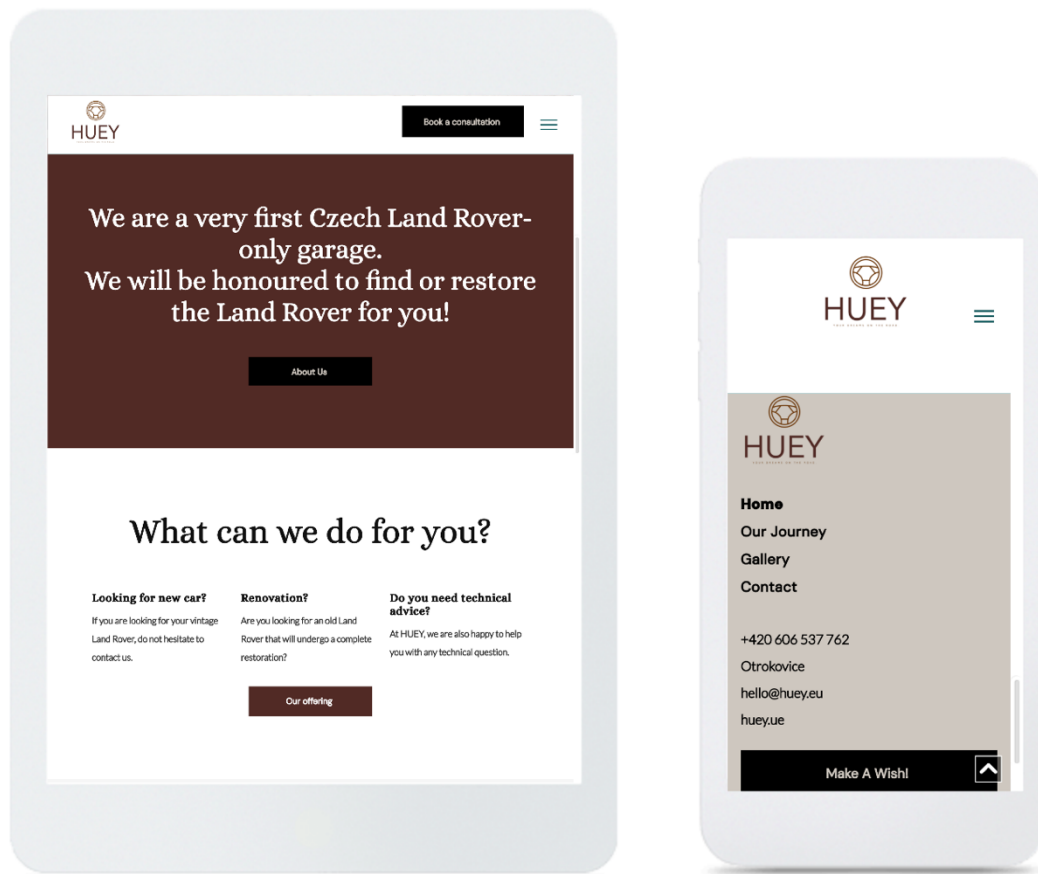 HUEY
Book a consultation
We are a very first Czech Land Rover-
only garage.
We will be honoured to find or restore
the Land Rover for you!
About Us
What can we do for you?
Looking for new car?
If you are looking for your vintage
Land Rover, do not hesitate to
contact us.
Renovation?
Are you looking for an old Land
Rover that will undergo a complete
restoration?
Do you need technical
advice?
At HUEY, we are also happy to help
you with any technical question.
Our offering
HUEY
HUEY
Home
Our Journey
Gallery
Contact
+420 606 537 762
Otrokovice
hello@huey.eu
huey.ue
Make A Wish!